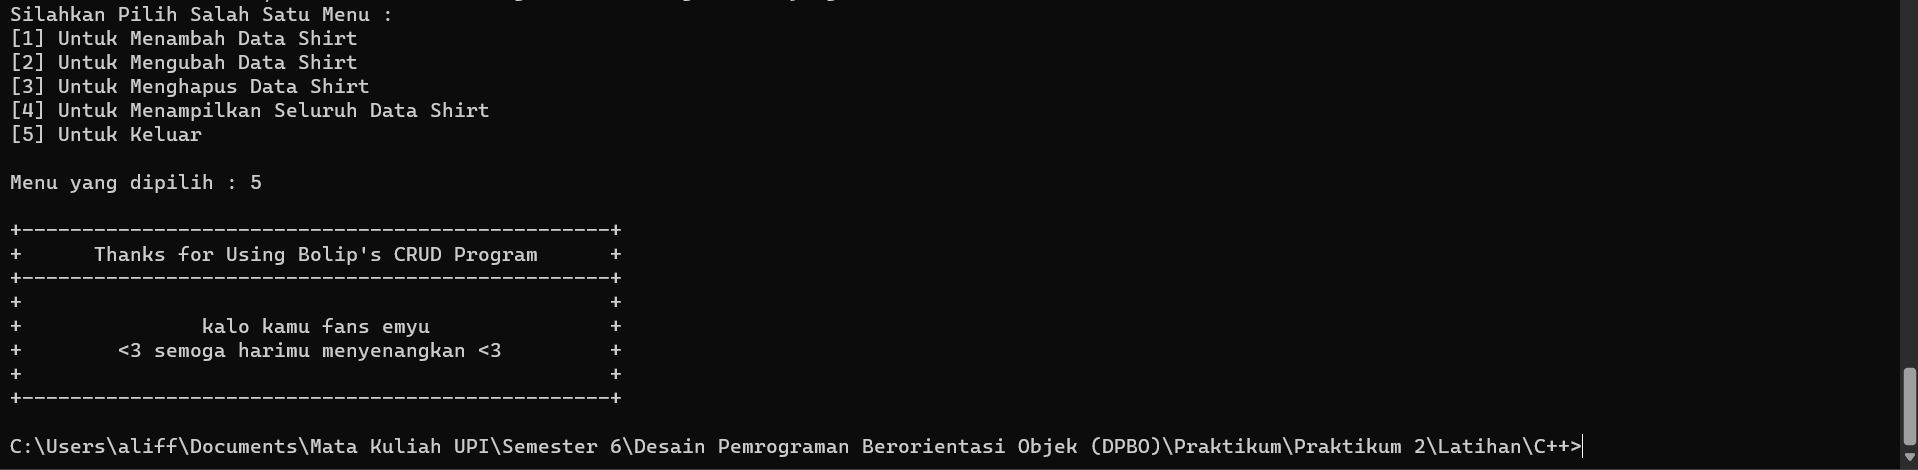 Silahkan Pilih Salah Satu Menu :
[1] Untuk Menambah Data Shirt
[2] Untuk Mengubah Data Shirt
[3] Untuk Menghapus Data Shirt
[4] Untuk Menampilkan Seluruh Data Shirt
[5] Untuk Keluar
Menu yang dipilih : 5
+-------------------------------------------------+
+      Thanks for Using Bolip's CRUD Program      +
+-------------------------------------------------+
+                                                 +
+               kalo kamu fans emyu               +
+        <3 semoga harimu menyenangkan <3         +
+                                                 +
+-------------------------------------------------+
C:\Users\aliff\Documents\Mata Kuliah UPI\Semester 6\Desain Pemrograman Berorientasi Objek (DPBO)\Praktikum\Praktikum 2\Latihan\C++>